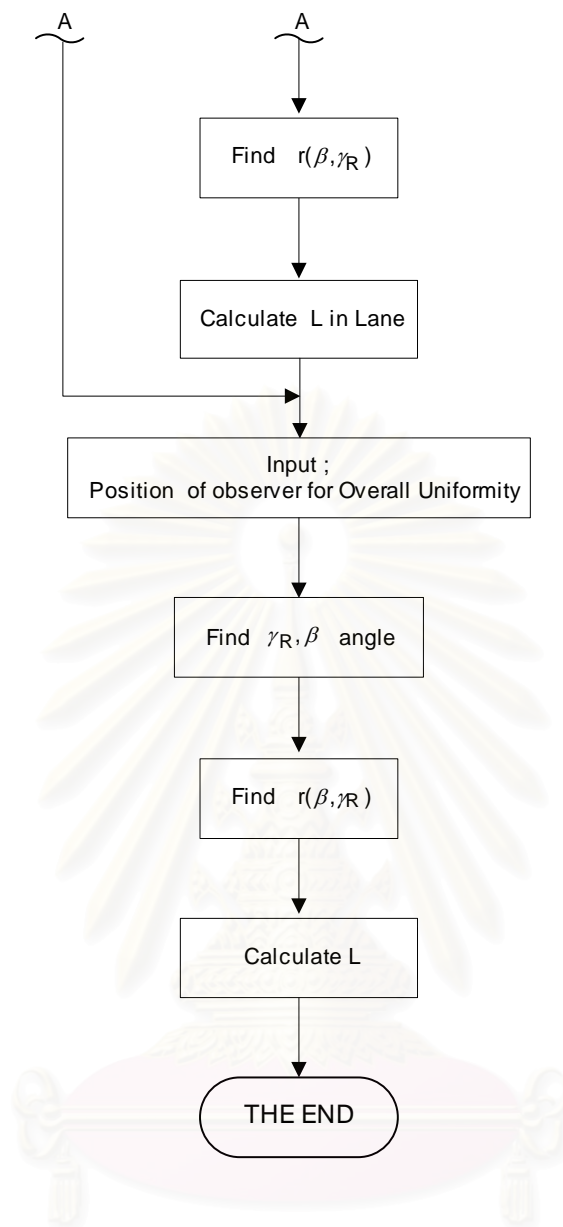 A A
Find r(β,γR)
Calculate L in Lane
Input ;
Position of observer for Overall Uniformity
Find γR, β angle
Find r(β,γR)
Calculate L
THE END